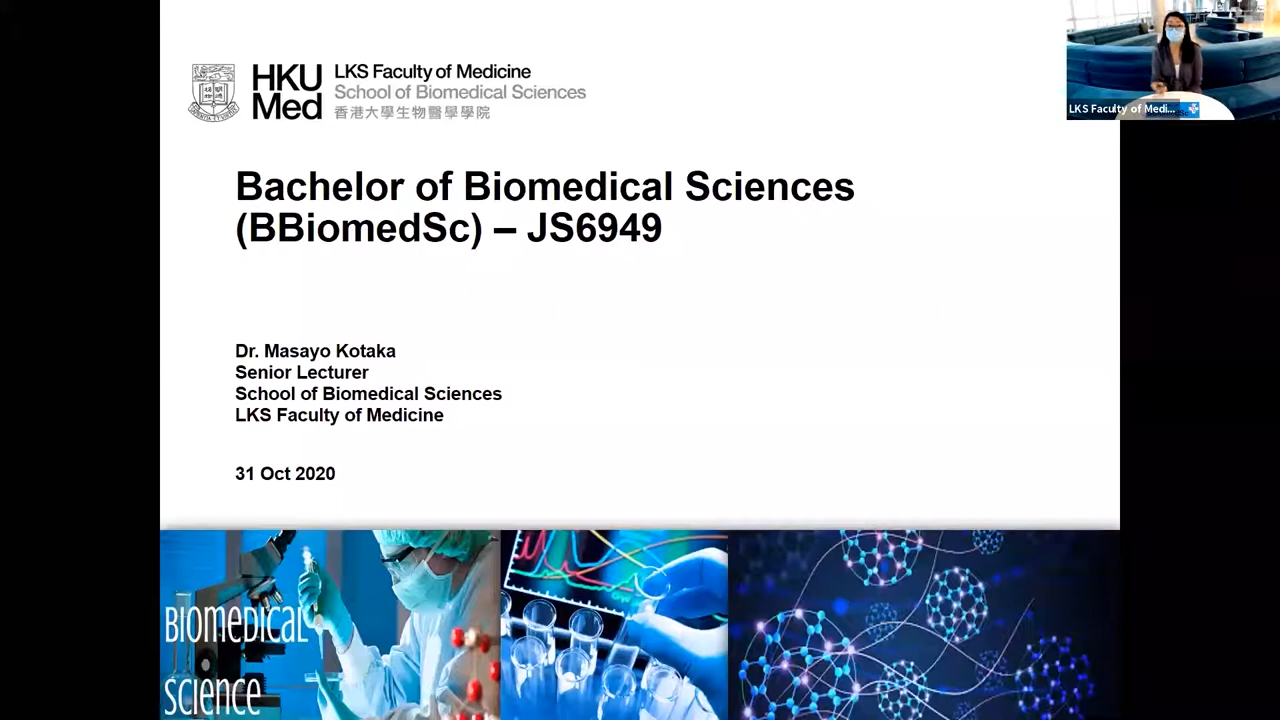 HKU
Med
LKS Faculty of Medicine
School of Biomedical Sciences
香港大學生物醫學學院
LKS Faculty of Medi...
Bachelor of Biomedical Sciences
(BBiomedSc) – JS6949
Dr. Masayo Kotaka
Senior Lecturer
School of Biomedical Sciences
LKS Faculty of Medicine
31 Oct 2020
BIOMEDICAL
SCIENCE